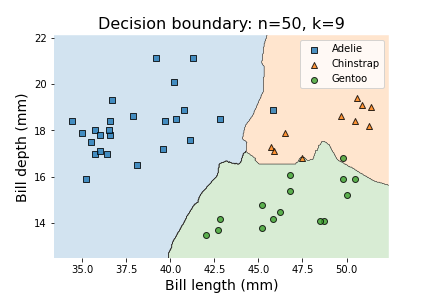 Decision boundary: n=50, k=9
Adelie
Chinstrap
Gentoo
22
20
18
16
14
Bill depth (mm)
35.0 37.5 40.0 42.5 45.0 47.5 50.0
Bill length (mm)